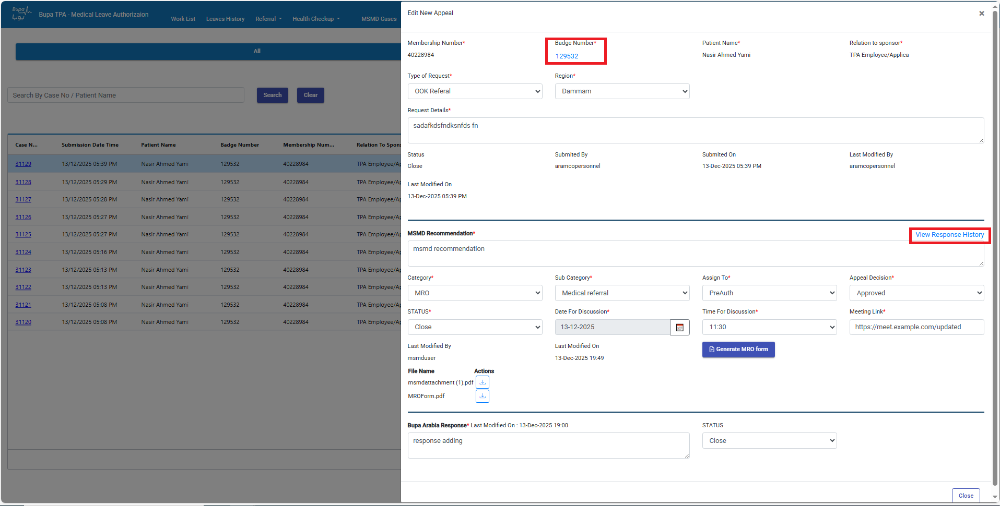 Bupa
بوبا
Bupa TPA - Medical Leave Authorizaion
Work List
Leaves History
Referral
Health Checkup
MSMD Cases
All
Search By Case No / Patient Name
Search
Clear
Case N... Submission Date Time Patient Name Badge Number Membership Num... Relation To Spons
31129 13/12/2025 05:39 PM Nasir Ahmed Yami 129532 40228984 TPA Employee/Ap
31128 13/12/2025 05:29 PM Nasir Ahmed Yami 129532 40228984 TPA Employee/Ap
31127 13/12/2025 05:28 PM Nasir Ahmed Yami 129532 40228984 TPA Employee/Ap
31126 13/12/2025 05:27 PM Nasir Ahmed Yami 129532 40228984 TPA Employee/Ap
31125 13/12/2025 05:27 PM Nasir Ahmed Yami 129532 40228984 TPA Employee/Ap
31124 13/12/2025 05:16 PM Nasir Ahmed Yami 129532 40228984 TPA Employee/Ap
31123 13/12/2025 05:13 PM Nasir Ahmed Yami 129532 40228984 TPA Employee/Ap
31122 13/12/2025 05:13 PM Nasir Ahmed Yami 129532 40228984 TPA Employee/Ap
31121 13/12/2025 05:08 PM Nasir Ahmed Yami 129532 40228984 TPA Employee/Ap
31120 13/12/2025 05:08 PM Nasir Ahmed Yami 129532 40228984 TPA Employee/Ap
Edit New Appeal
Membership Number* Badge Number* Patient Name* Relation to sponsor*
40228984 129532 Nasir Ahmed Yami TPA Employee/Applica
Type of Request* Region*
OOK Referal Dammam
Request Details*
sadafkdsfndksnfds fn
Status Submited By Submited On Last Modified By
Close aramcopersonnel 13-Dec-2025 05:39 PM aramcopersonnel
Last Modified On
13-Dec-2025 05:39 PM
MSMD Recommendation* View Response History
msmd recommendation
Category* Sub Category* Assign To* Appeal Decision*
MRO Medical referral PreAuth Approved
STATUS* Date For Discussion* Time For Discussion* Meeting Link*
Close 13-12-2025 11:30 https://meet.example.com/updated
Last Modified By Last Modified On
msmduser 13-Dec-2025 19:49
Generate MRO form
File Name Actions
msmdattachment (1).pdf
MROForm.pdf
Bupa Arabia Response* Last Modified On : 13-Dec-2025 19:00 STATUS
response adding Close
Close